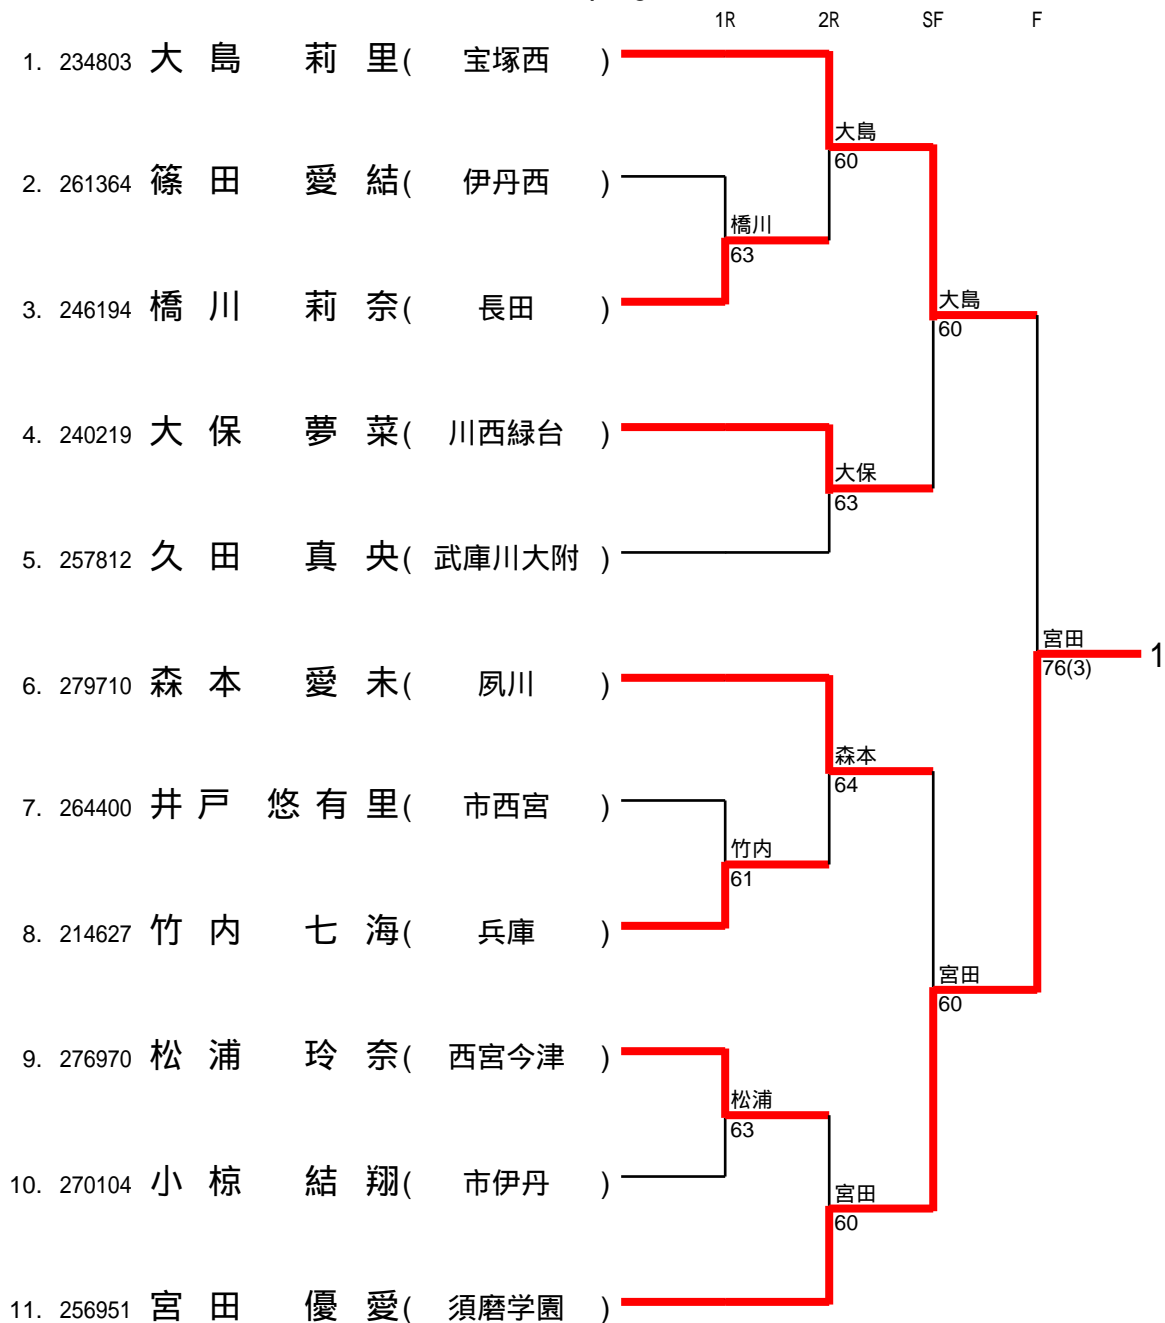 1R 2R SF F
1. 234803 大島 莉里( 宝塚西 )
大島
60
2. 261364 篠田 愛結( 伊丹西 )
橋川
63
3. 246194 橋川 莉奈( 長田 )
大島
60
4. 240219 大保 夢菜( 川西緑台 )
大保
63
5. 257812 久田 真央( 武庫川大附 )
宮田
76(3)
1
6. 279710 森本 愛未( 夙川 )
森本
64
7. 264400 井戸 悠有里( 市西宮 )
竹内
61
8. 214627 竹内 七海( 兵庫 )
宮田
60
9. 276970 松浦 玲奈( 西宮今津 )
松浦
63
10. 270104 小椋 結翔( 市伊丹 )
宮田
60
11. 256951 宮田 優愛( 須磨学園 )